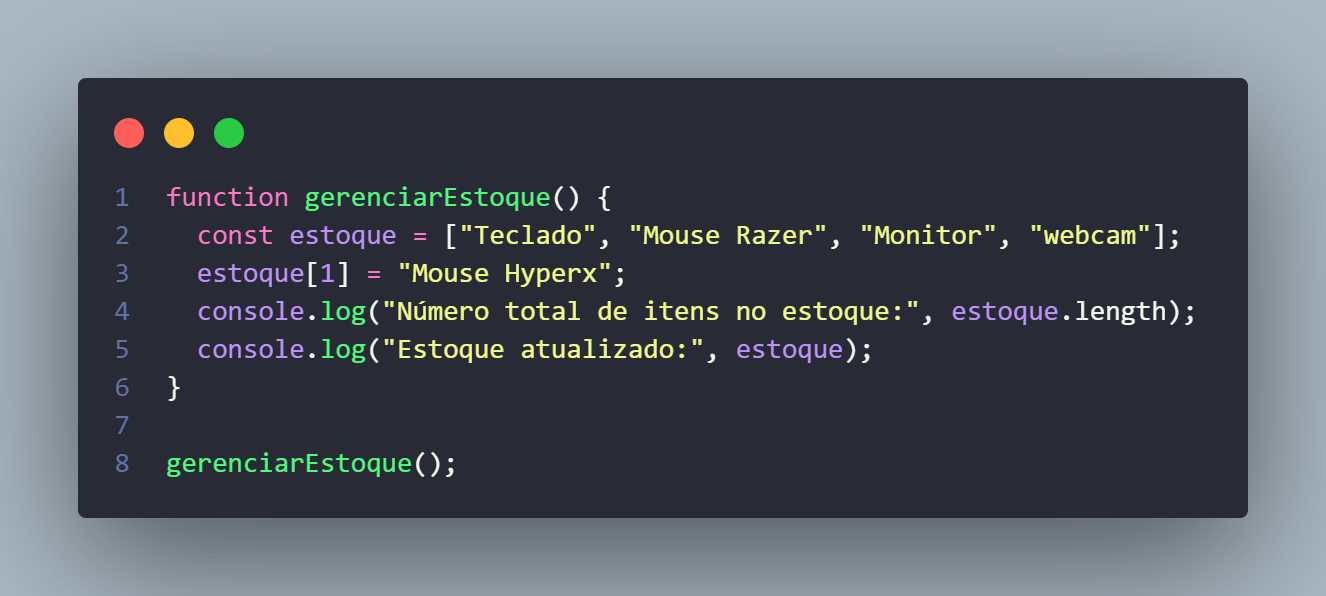 1 function gerenciarEstoque() {
2   const estoque = ["Teclado", "Mouse Razer", "Monitor", "webcam"];
3   estoque[1] = "Mouse Hyperx";
4   console.log("Número total de itens no estoque:", estoque.length);
5   console.log("Estoque atualizado:", estoque);
6 }
7
8 gerenciarEstoque();